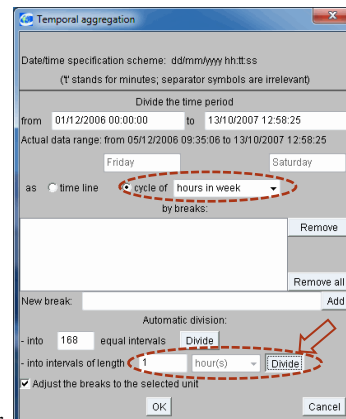 Temporal aggregation
Date/time specification scheme: dd/mm/yyyy hh:tt:ss
('t' stands for minutes; separator symbols are irrelevant)
Divide the time period
from 01/12/2006 00:00:00 to 13/10/2007 12:58:25
Actual data range: from 05/12/2006 09:35:06 to 13/10/2007 12:58:25
Friday Saturday
as time line cycle of hours in week
by breaks:
Remove
Remove all
New break: Add
Automatic division:
- into 168 equal intervals Divide
- into intervals of length 1 hour(s) Divide
Adjust the breaks to the selected unit
OK Cancel